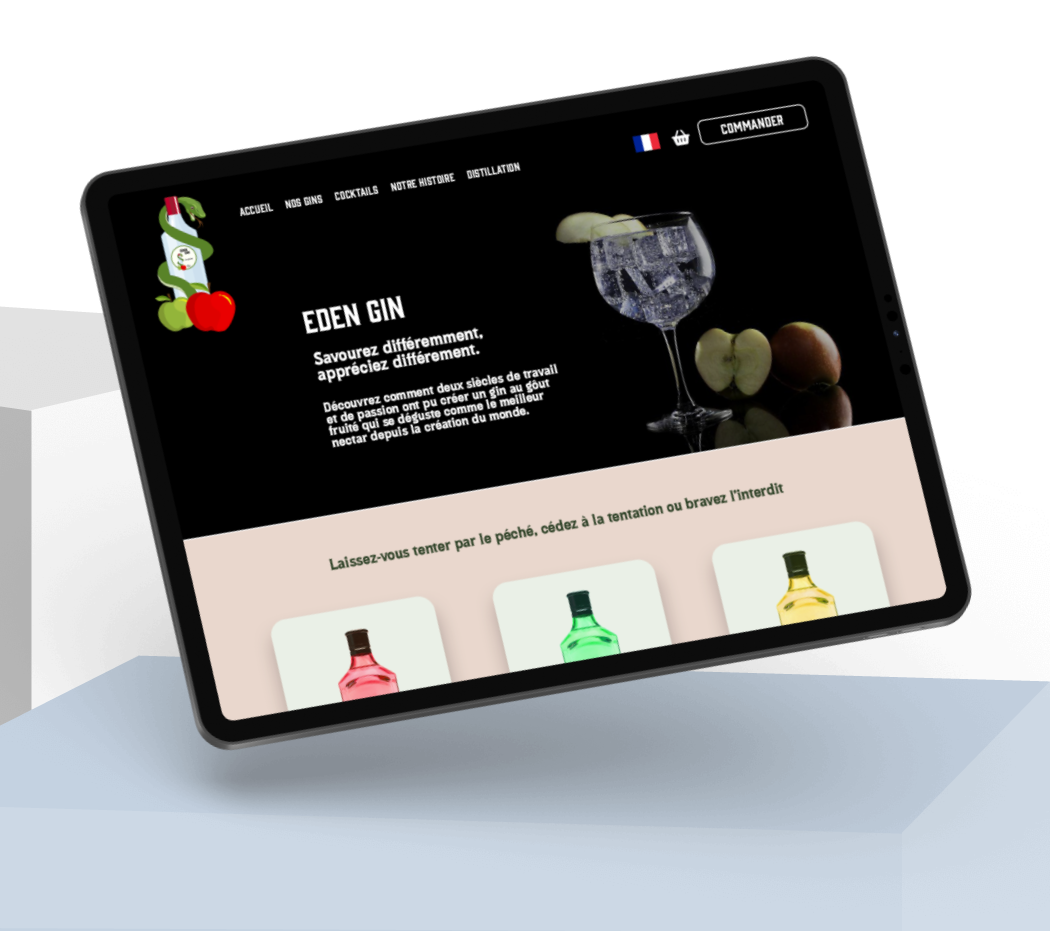 COMMANDER
ACCUEIL NOS GINS COCKTAILS NOTRE HISTOIRE DISTILLATION
EDEN GIN
Savourez différemment,
appréciez différement.
Découvrez comment deux siècles de travail
et de passion ont pu créer un gin au goût
fruité qui se déguste comme le meilleur
nectar depuis la création du monde.
Laissez-vous tenter par le péché, cédez à la tentation ou bravez l'interdit